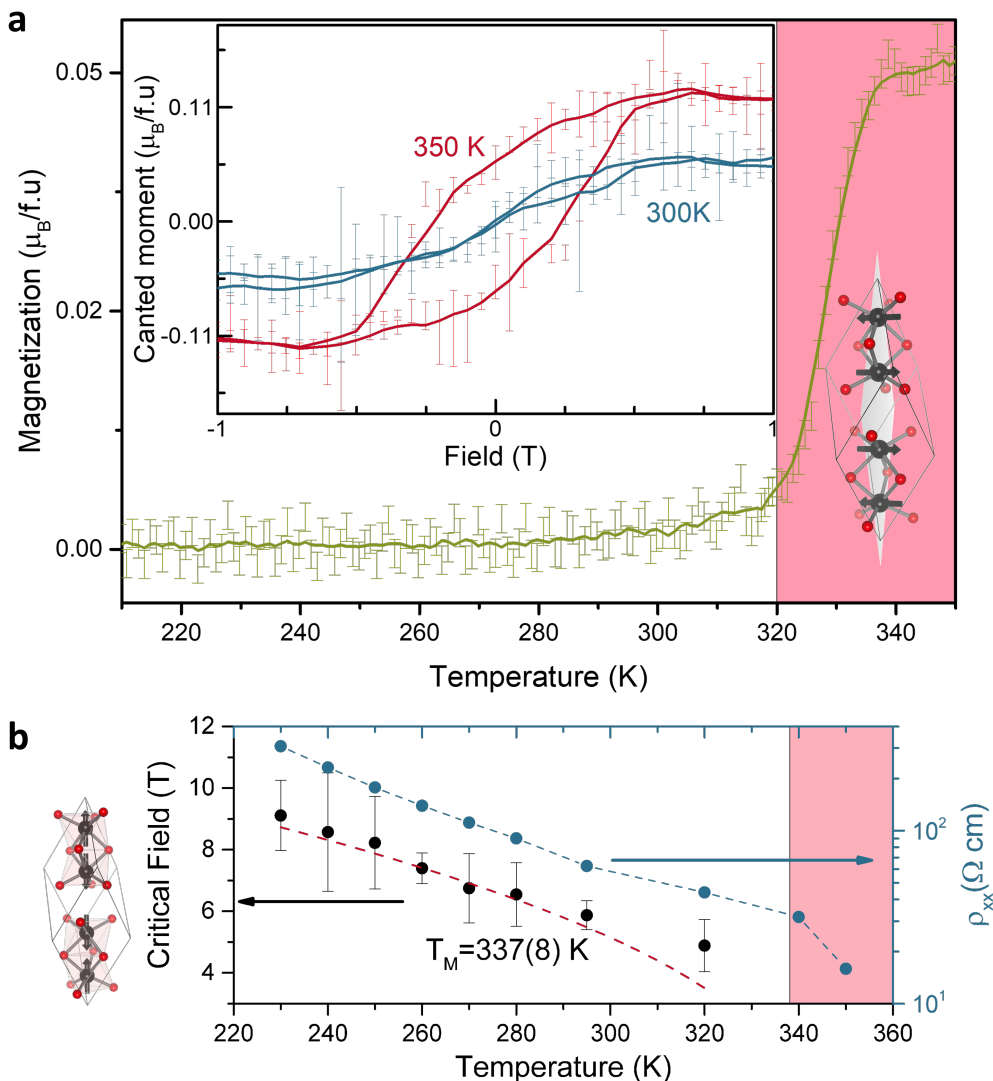 a
Magnetization (μB/f.u)
0.05
0.02
0.00
Canted moment (μB/f.u)
0.11
0.00
-0.11
350 K
300K
-1
0
1
Field (T)
220
240
260
280
300
320
340
Temperature (K)
b
Critical Field (T)
12
10
8
6
4
TM=337(8) K
10²
10¹
ρxx(Ω cm)
220
240
260
280
300
320
340
360
Temperature (K)